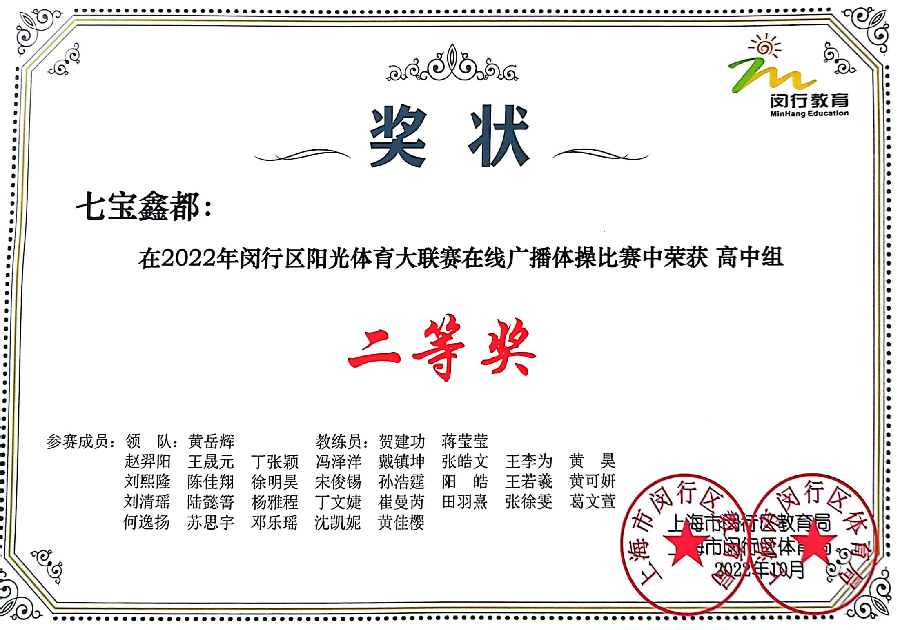 闵行教育
MinHang Education
奖 状
七宝鑫都：
在2022年闵行区阳光体育大联赛在线广播体操比赛中荣获 高中组
二等奖
参赛成员：领 队：黄岳辉 教练员：贺建功 蒋莹莹
赵羿阳 王晟元 丁张颖 冯泽洋 戴镇坤 张皓文 王李为 黄 昊
刘熙隆 陈佳翔 徐明昊 宋俊锡 孙浩霆 阳 皓 王若羲 黄可妍
刘清瑶 陆懿箐 杨雅程 丁文婕 崔曼芮 田羽熹 张徐雯 葛文萱
何逸扬 苏思宇 邓乐瑶 沈凯妮 黄佳樱
上海市闵行区教育局
上海市闵行区体育局
2022年10月
上海市闵行区教育局
上海市闵行区体育局